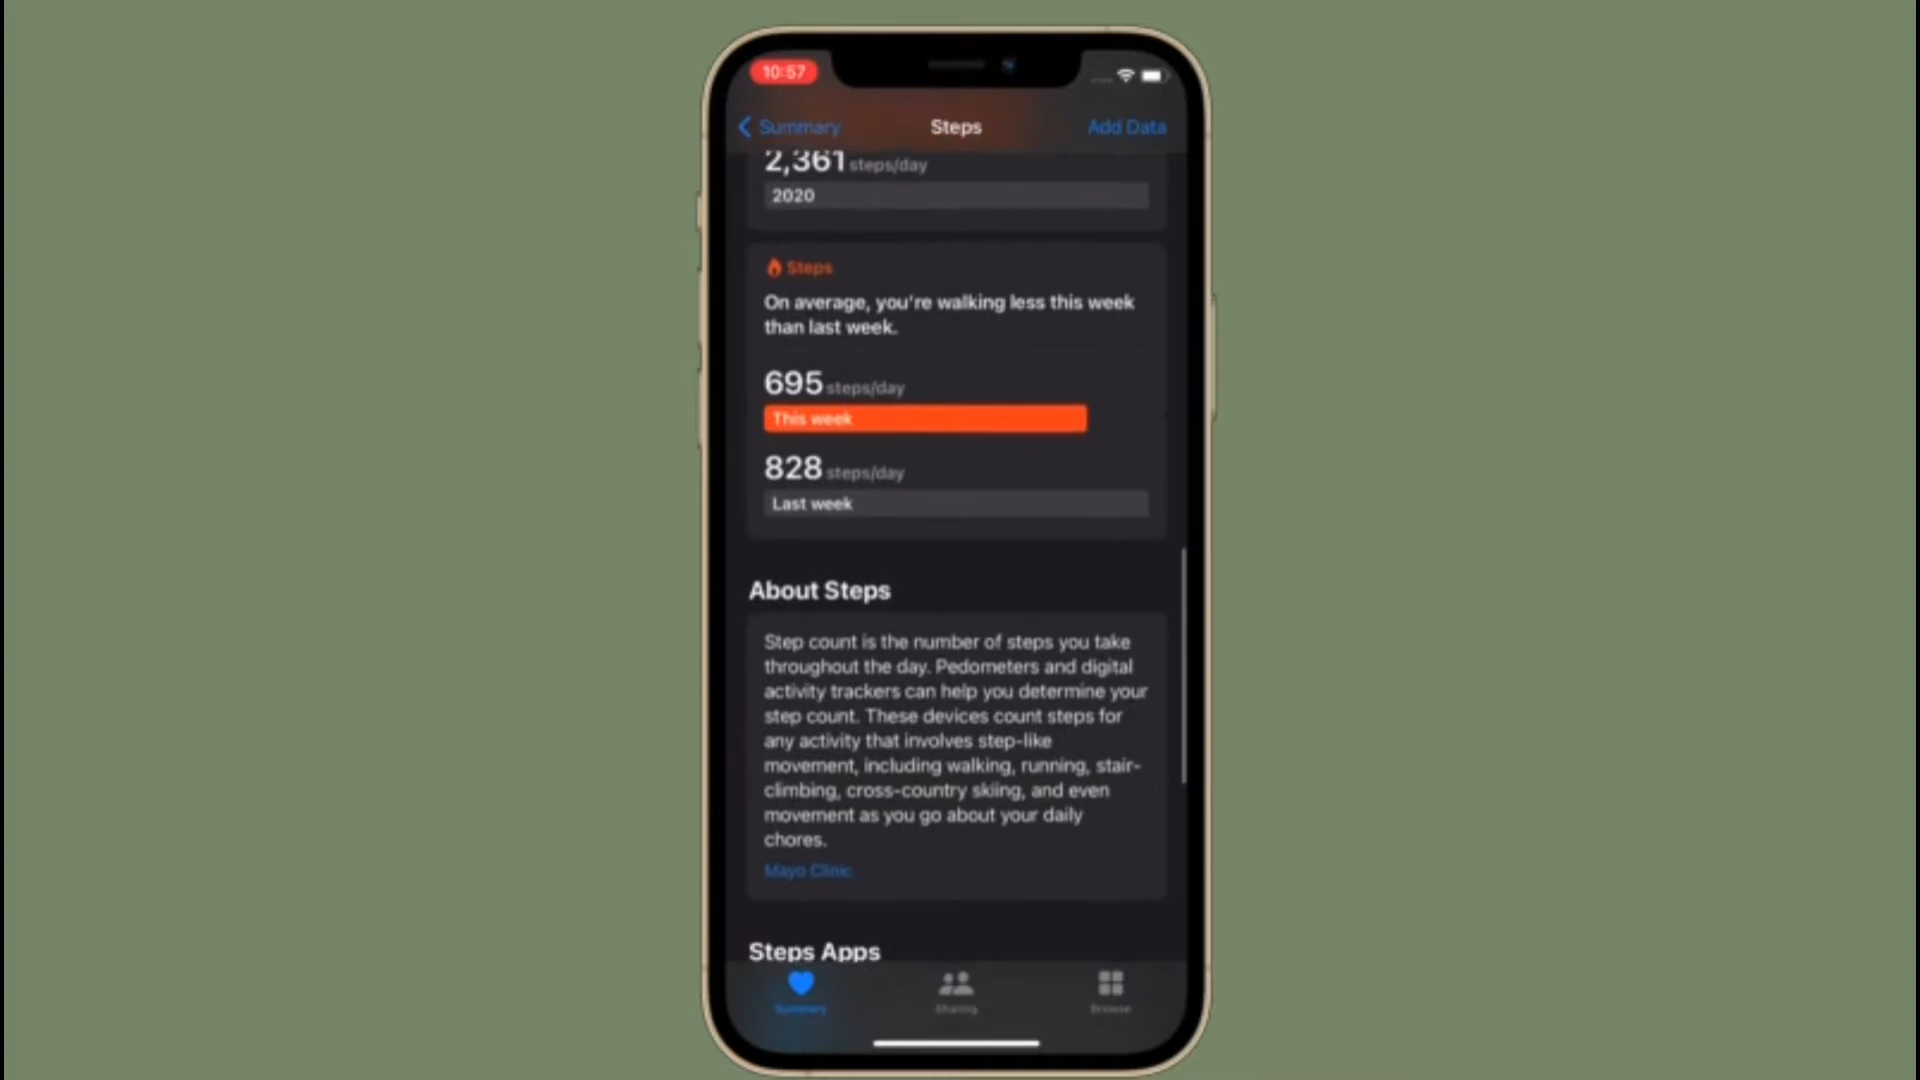 10:57
Summary
Steps
Add Data
2,361 steps/day
2020
Steps
On average, you're walking less this week
than last week.
695 steps/day
This week
828 steps/day
Last week
About Steps
Step count is the number of steps you take
throughout the day. Pedometers and digital
activity trackers can help you determine your
step count. These devices count steps for
any activity that involves step-like
movement, including walking, running, stair-
climbing, cross-country skiing, and even
movement as you go about your daily
chores.
Mayo Clinic
Steps Apps
Summary
Sharing
Browse